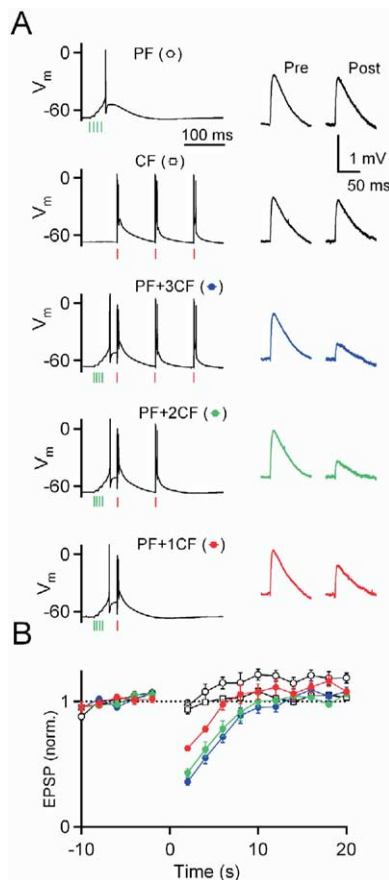 A
PF (○)
Pre
Post
Vm
0
-60
100 ms
1 mV
50 ms
CF (□)
Vm
0
-60
PF+3CF (●)
Vm
0
-60
PF+2CF (●)
Vm
0
-60
PF+1CF (●)
Vm
0
-60
B
EPSP (norm.)
1
0
-10
0
10
20
Time (s)